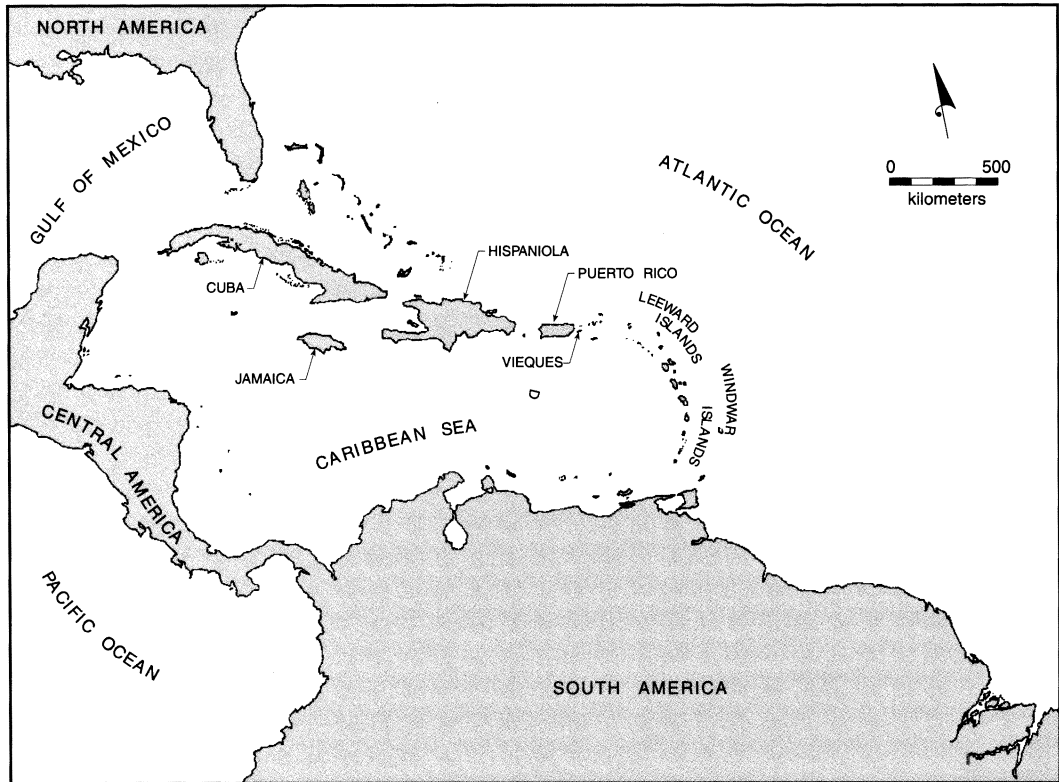 NORTH AMERICA
GULF OF MEXICO
ATLANTIC OCEAN
0 500
kilometers
HISPANIOLA
PUERTO RICO
CUBA
LEEWARD
ISLANDS
VIEQUES
JAMAICA
WINDWAR
ISLANDS
CENTRAL AMERICA
CARIBBEAN SEA
PACIFIC OCEAN
SOUTH AMERICA